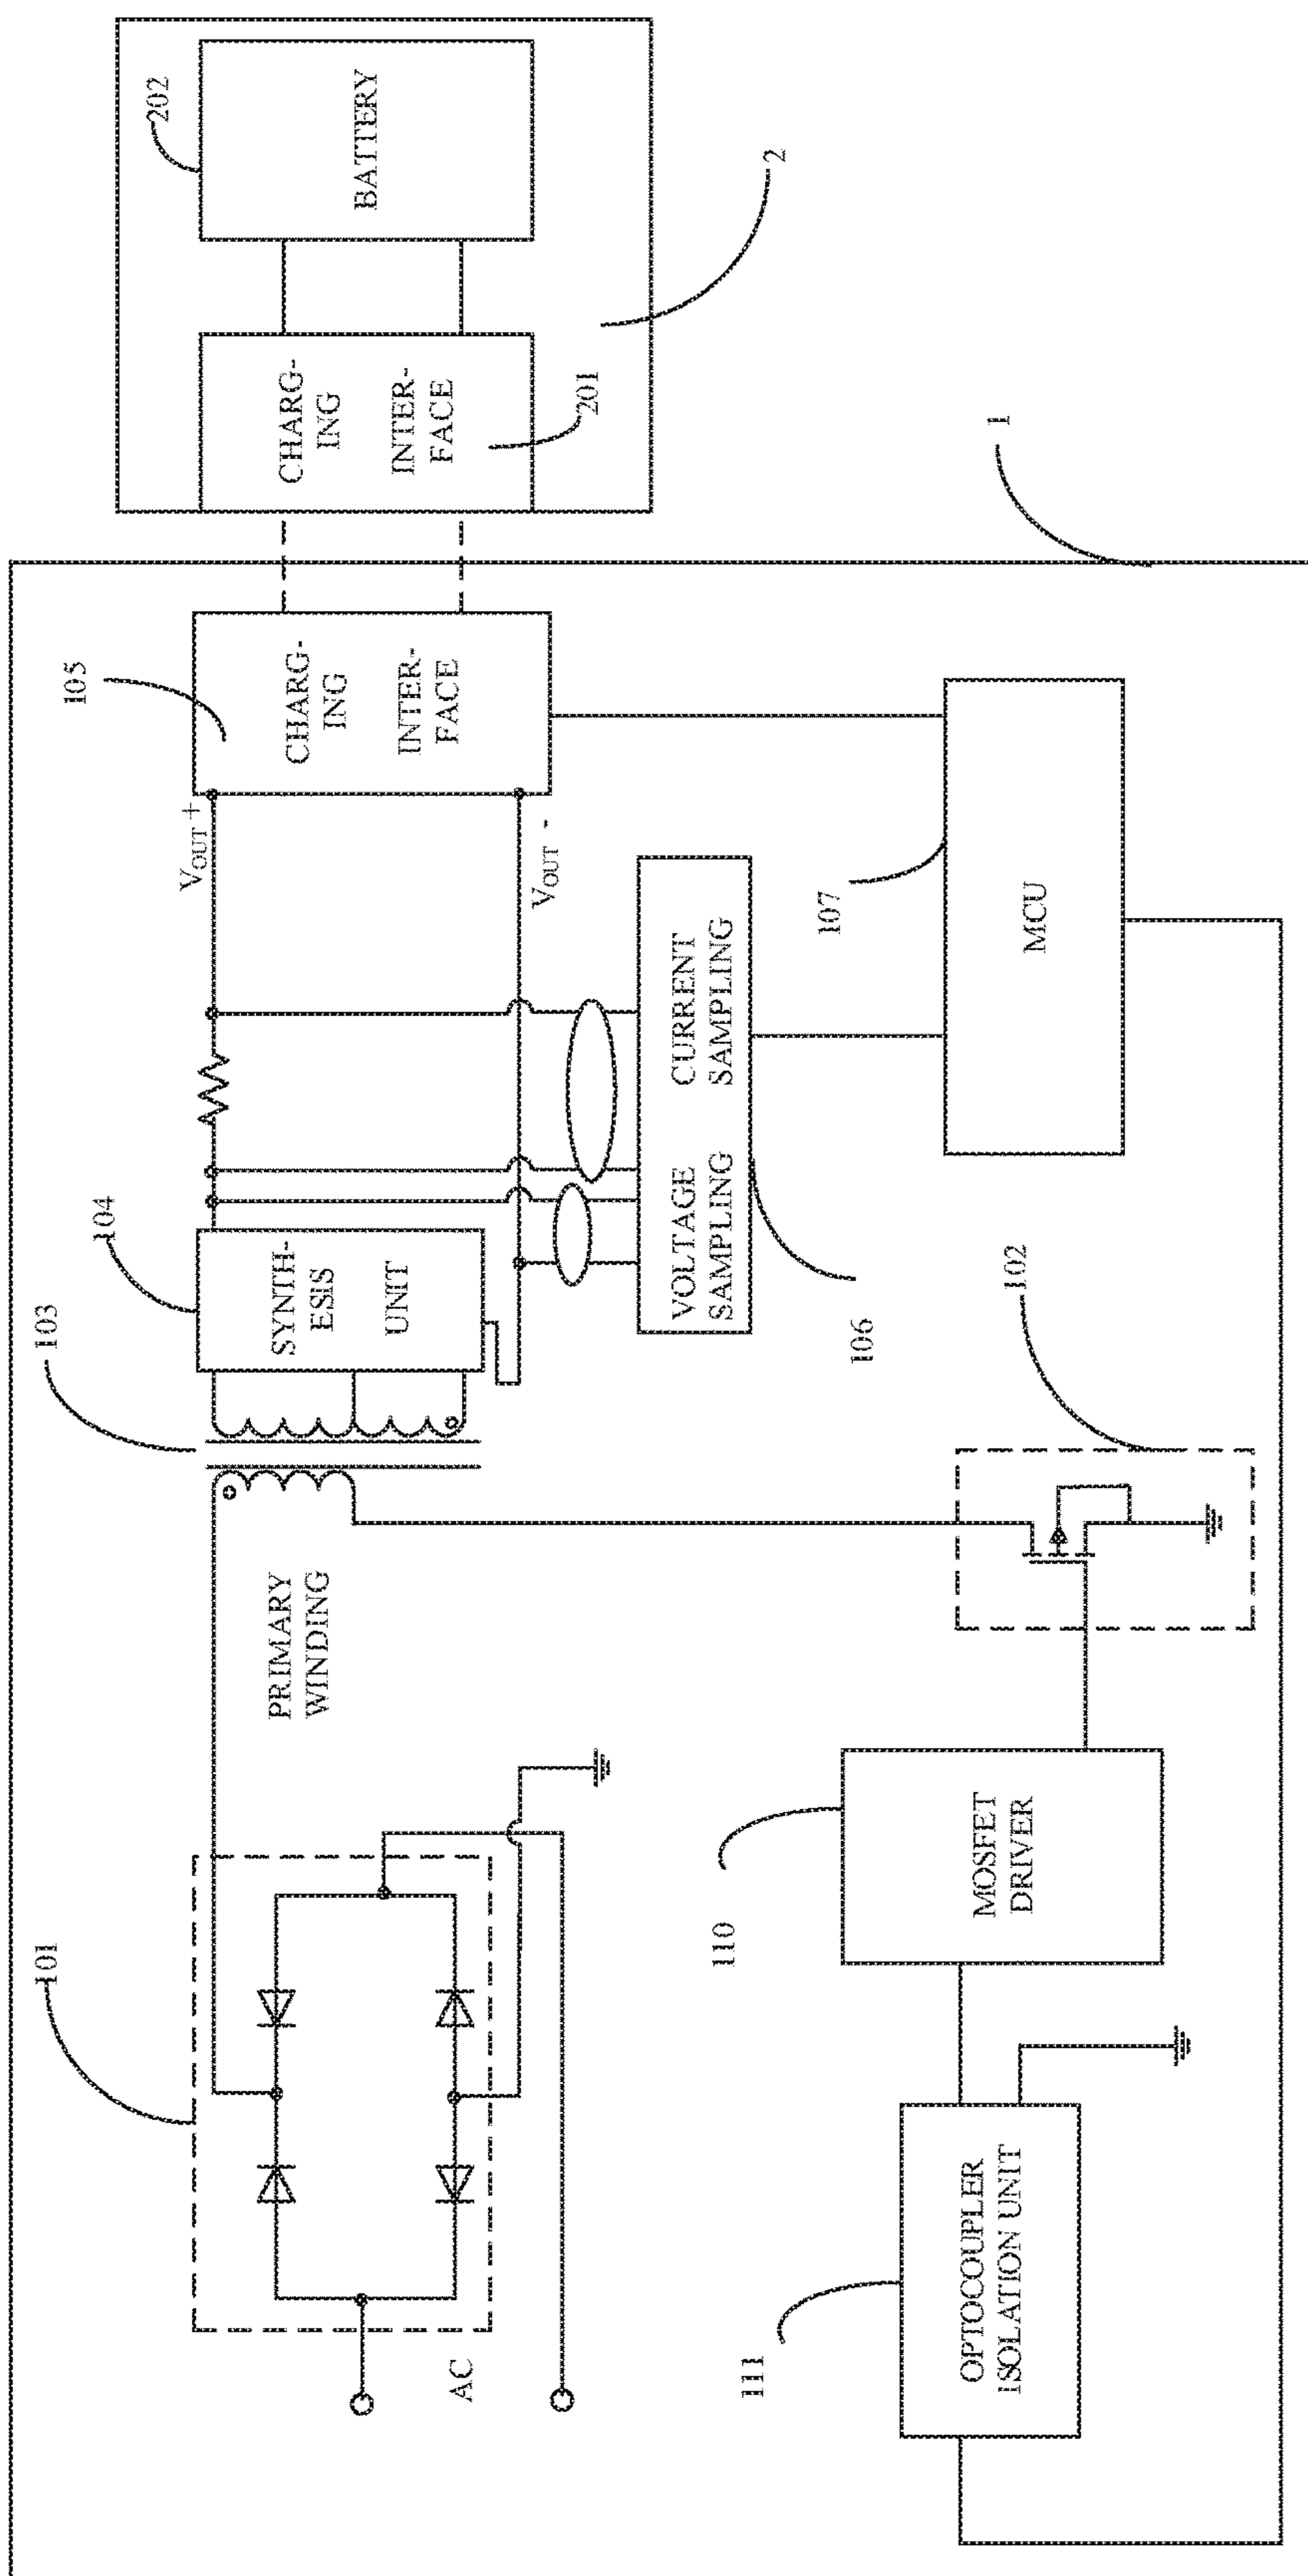 101
103
104
105
202
AC
PRIMARY
WINDING
SYNTH-
ESIS
UNIT
V_OUT +
V_OUT -
CHARG-
ING
INTER-
FACE
CHARG-
ING
INTER-
FACE
201
BATTERY
2
1
VOLTAGE
SAMPLING
CURRENT
SAMPLING
106
107
MCU
102
110
MOSFET
DRIVER
111
OPTOCOUPLER
ISOLATION UNIT